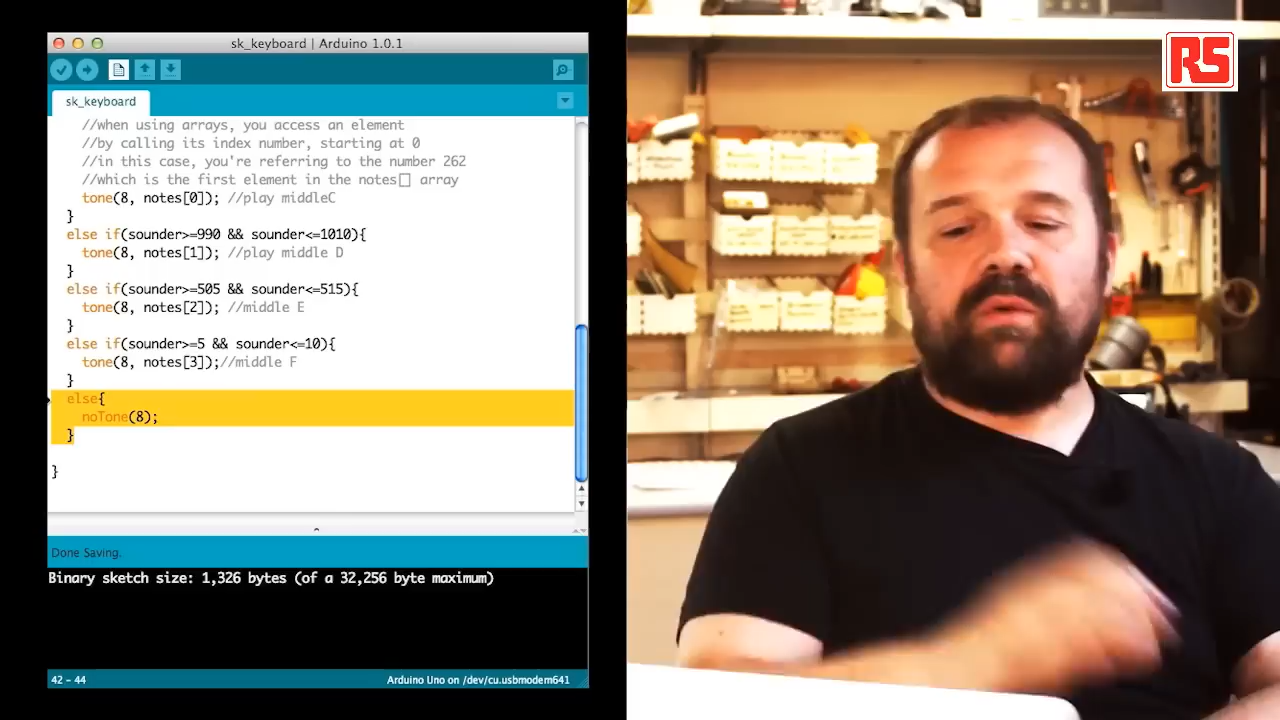 sk_keyboard | Arduino 1.0.1
sk_keyboard
//when using arrays, you access an element
//by calling its index number, starting at 0
//in this case, you're referring to the number 262
//which is the first element in the notes[] array
tone(8, notes[0]); //play middleC
}
else if(sounder>=990 && sounder<=1010){
tone(8, notes[1]); //play middle D
}
else if(sounder>=505 && sounder<=515){
tone(8, notes[2]); //middle E
}
else if(sounder>=5 && sounder<=10){
tone(8, notes[3]);//middle F
}
else{
noTone(8);
}
}
Done Saving.
Binary sketch size: 1,326 bytes (of a 32,256 byte maximum)
42 - 44
Arduino Uno on /dev/cu.usbmodem641
RS